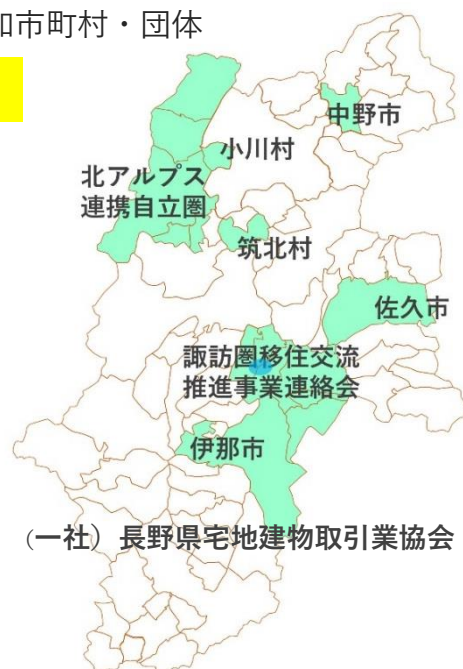 加市町村・団体
中野市
小川村
北アルプス
連携自立圏
筑北村
佐久市
諏訪圏移住交流
推進事業連絡会
伊那市
(一社）長野県宅地建物取引業協会